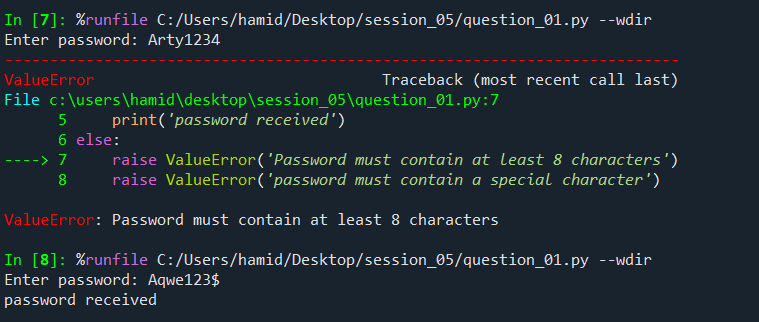 In [7]: %runfile C:/Users/hamid/Desktop/session_05/question_01.py --wdir
Enter password: Arty1234
---------------------------------------------------------------------------
ValueError                                Traceback (most recent call last)
File c:\users\hamid\desktop\session_05\question_01.py:7
      5     print('password received')
      6 else:
----> 7     raise ValueError('Password must contain at least 8 characters')
      8     raise ValueError('password must contain a special character')
ValueError: Password must contain at least 8 characters
In [8]: %runfile C:/Users/hamid/Desktop/session_05/question_01.py --wdir
Enter password: Aqwe123$
password received